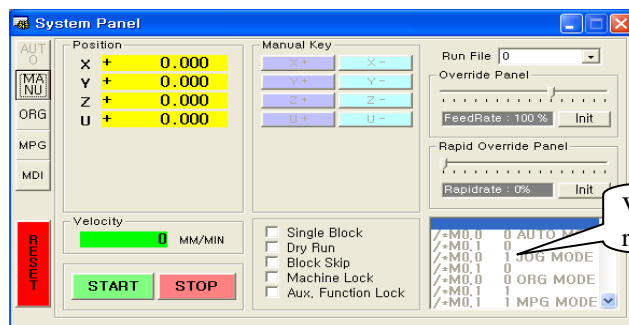 System Panel
AUTO
MANU
ORG
MPG
MDI
RESET
Position
X + 0.000
Y + 0.000
Z + 0.000
U + 0.000
Velocity
0 MM/MIN
START STOP
Manual Key
X + X -
Y + Y -
Z + Z -
U + U -
Single Block
Dry Run
Block Skip
Machine Lock
Aux, Function Lock
Run File 0
Override Panel
FeedRate : 100 % Init
Rapid Override Panel
Rapidrate : 0% Init
/*M0,0 0 AUTO
/*M0,1 0
/*M0,0 1 JOG MODE
/*M0,1 0
/*M0,0 0 ORG MODE
/*M0,1 1
/*M0,1 1 MPG MODE